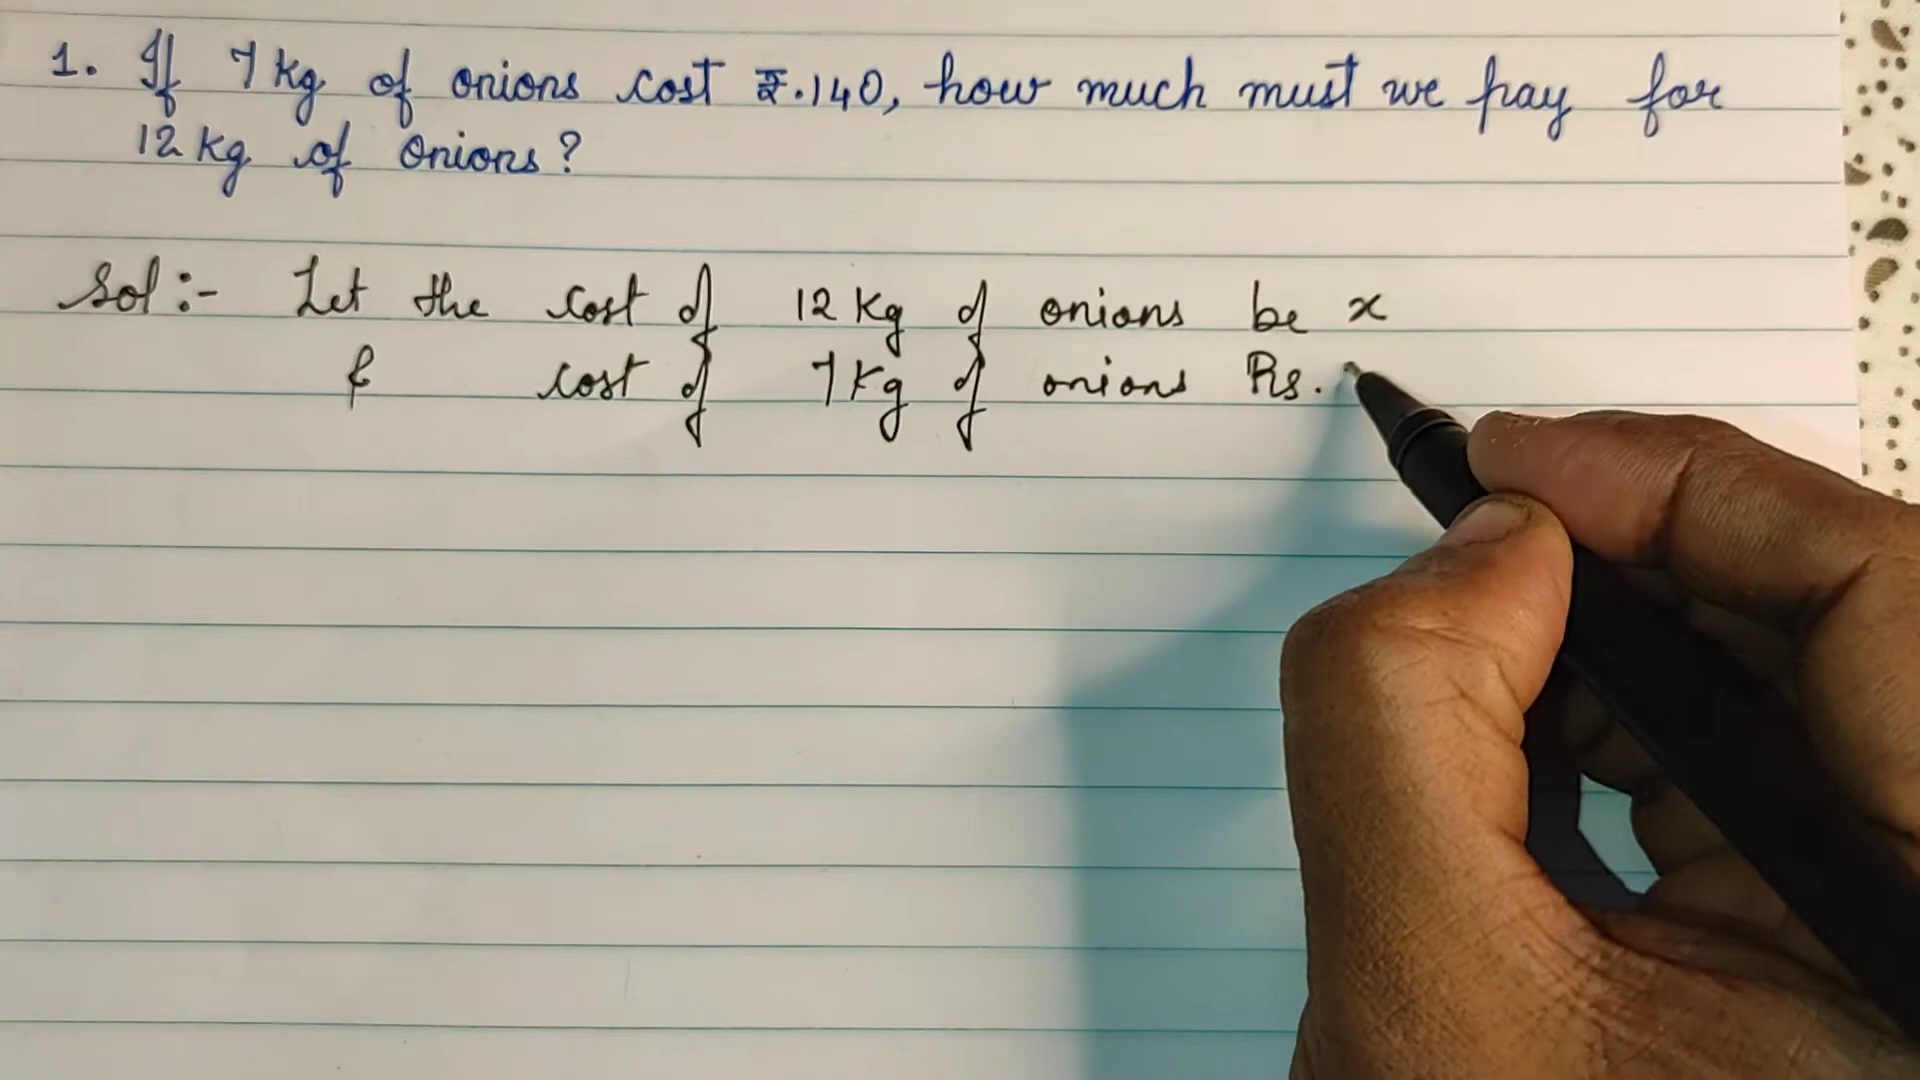 1. If 7 kg of onions cost ₹.140, how much must we pay for
12 kg of onions?
Sol :- Let the cost of 12 kg of onions be x
& cost of 7 kg of onions Rs.